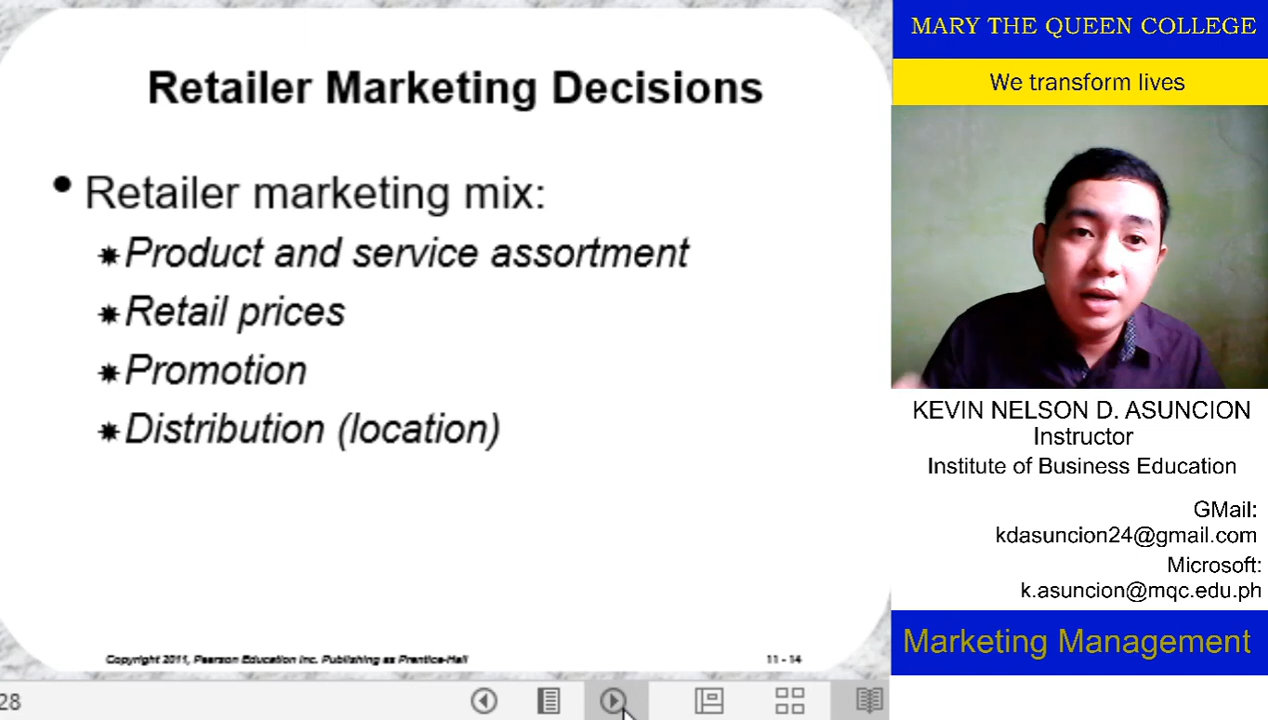 Retailer Marketing Decisions
Retailer marketing mix:
Product and service assortment
Retail prices
Promotion
Distribution (location)
Copyright 2011, Pearson Education Inc. Publishing as Prentice-Hall
11 - 14
28
MARY THE QUEEN COLLEGE
We transform lives
KEVIN NELSON D. ASUNCION
Instructor
Institute of Business Education
GMail:
kdasuncion24@gmail.com
Microsoft:
k.asuncion@mqc.edu.ph
Marketing Management